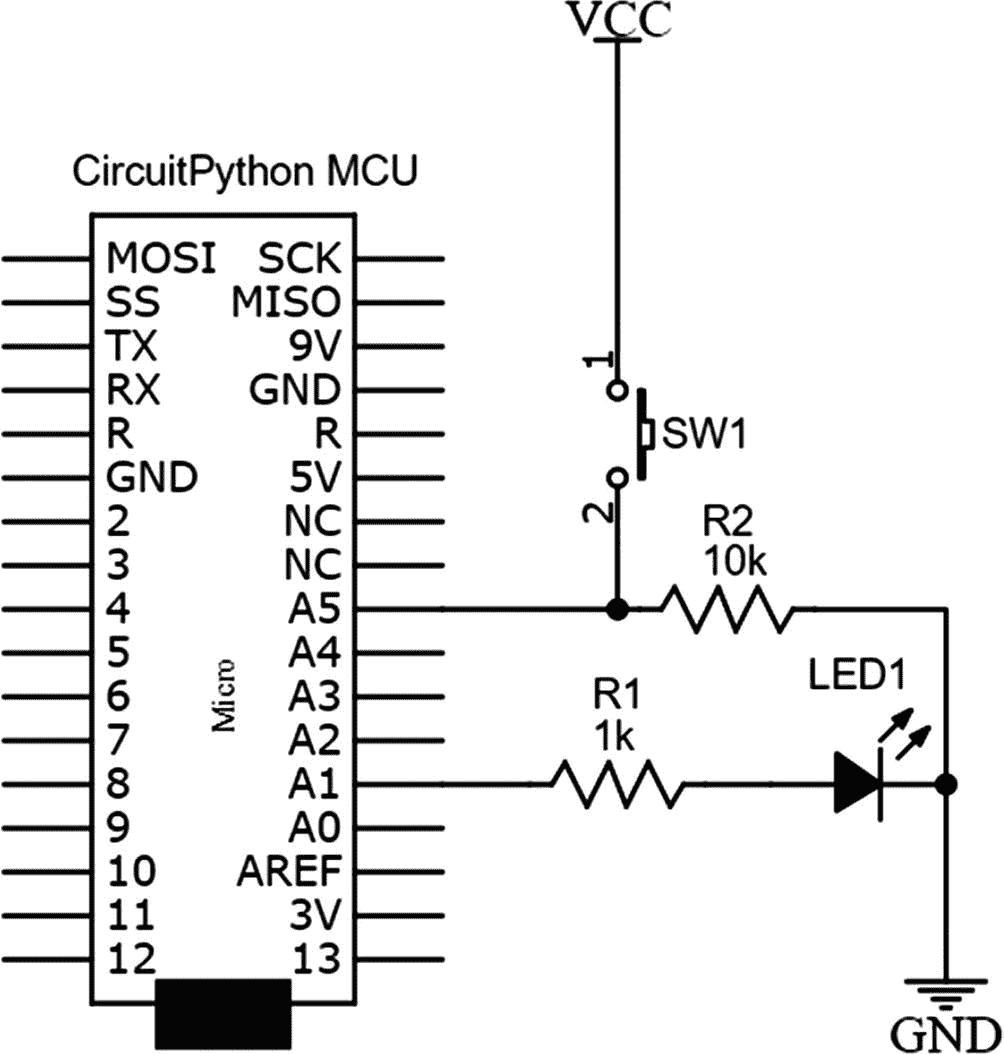 VCC
CircuitPython MCU
MOSI SCK
SS MISO
TX 9V
RX GND
R R
GND 5V
2 NC
3 NC
4 A5
5 A4
6 A3
7 A2
8 A1
9 A0
10 AREF
11 3V
12 13
Micro
1
SW1
2
R2
10k
LED1
R1
1k
GND